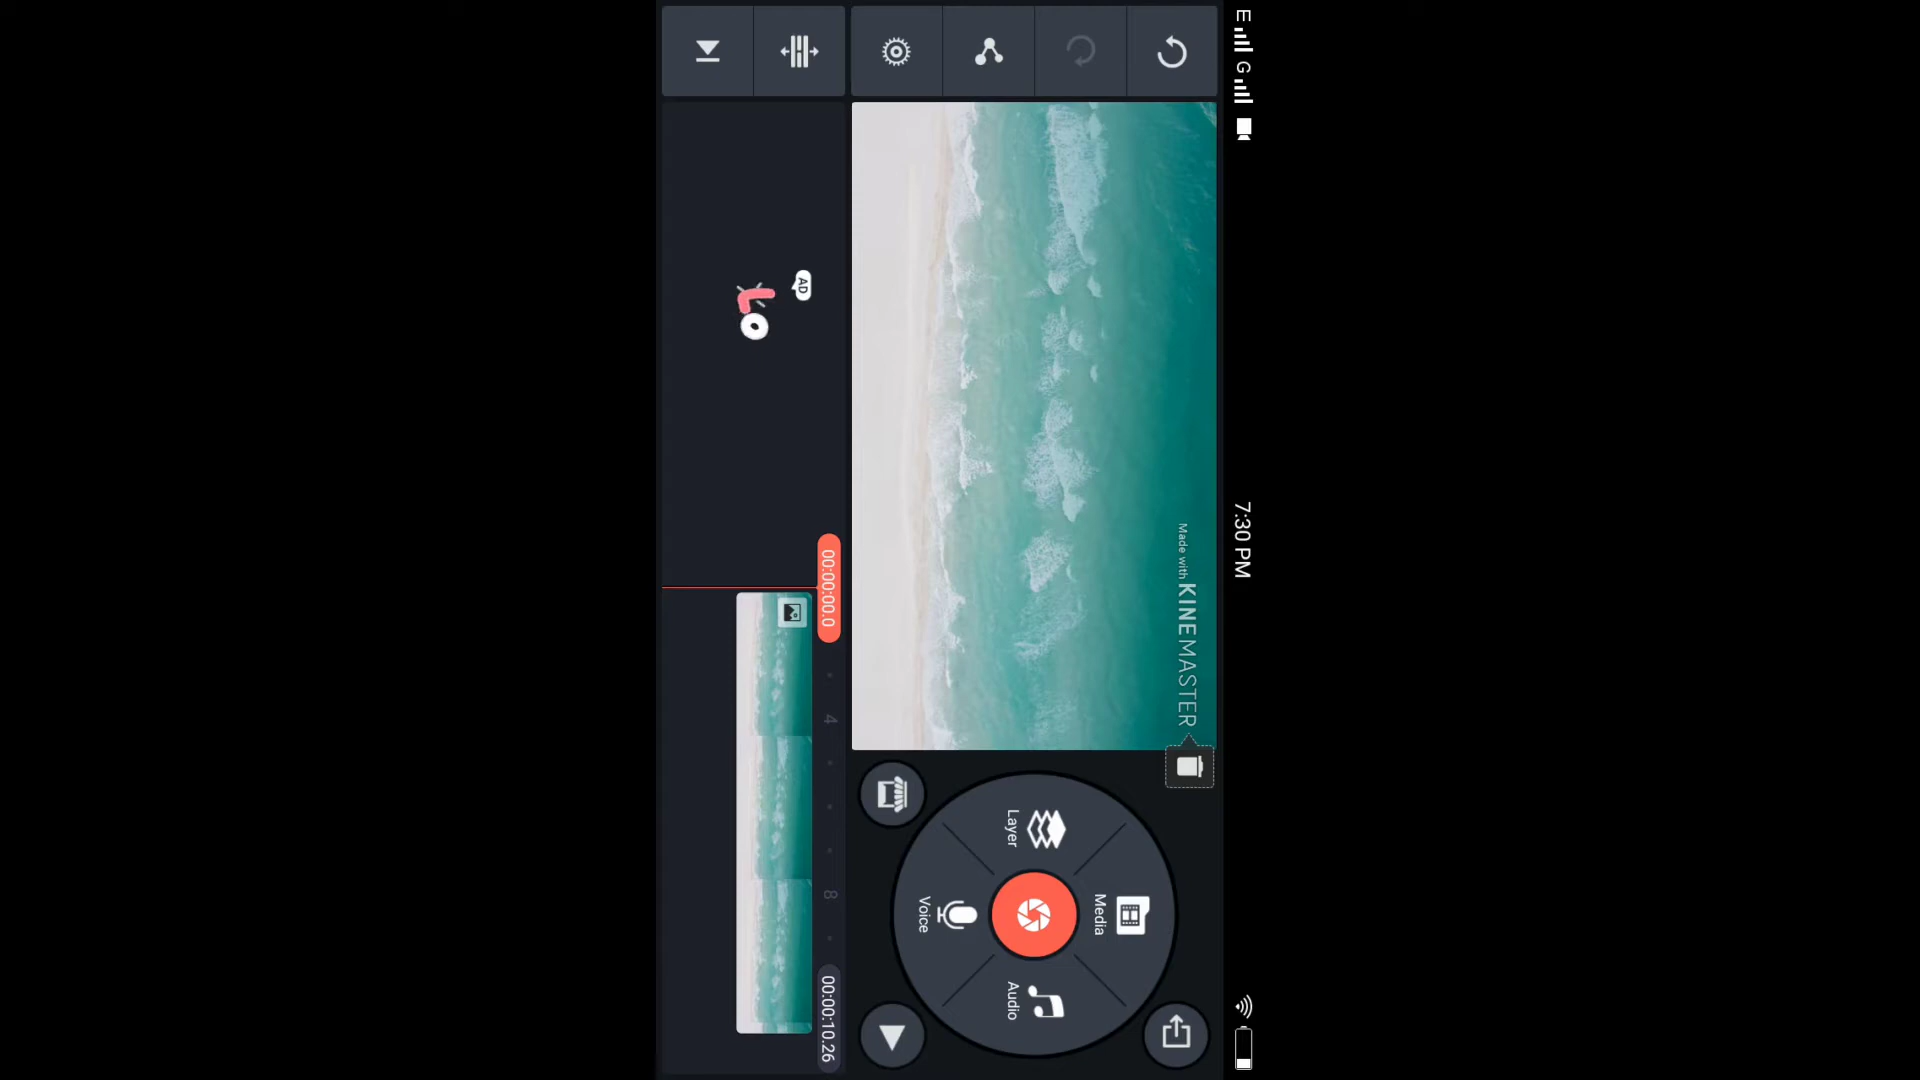 E G 7:30 PM
Made with KINEMASTER
Media
Layer
Audio
Voice
00:00:00.0
4
8
00:00:10.26
AD
LO